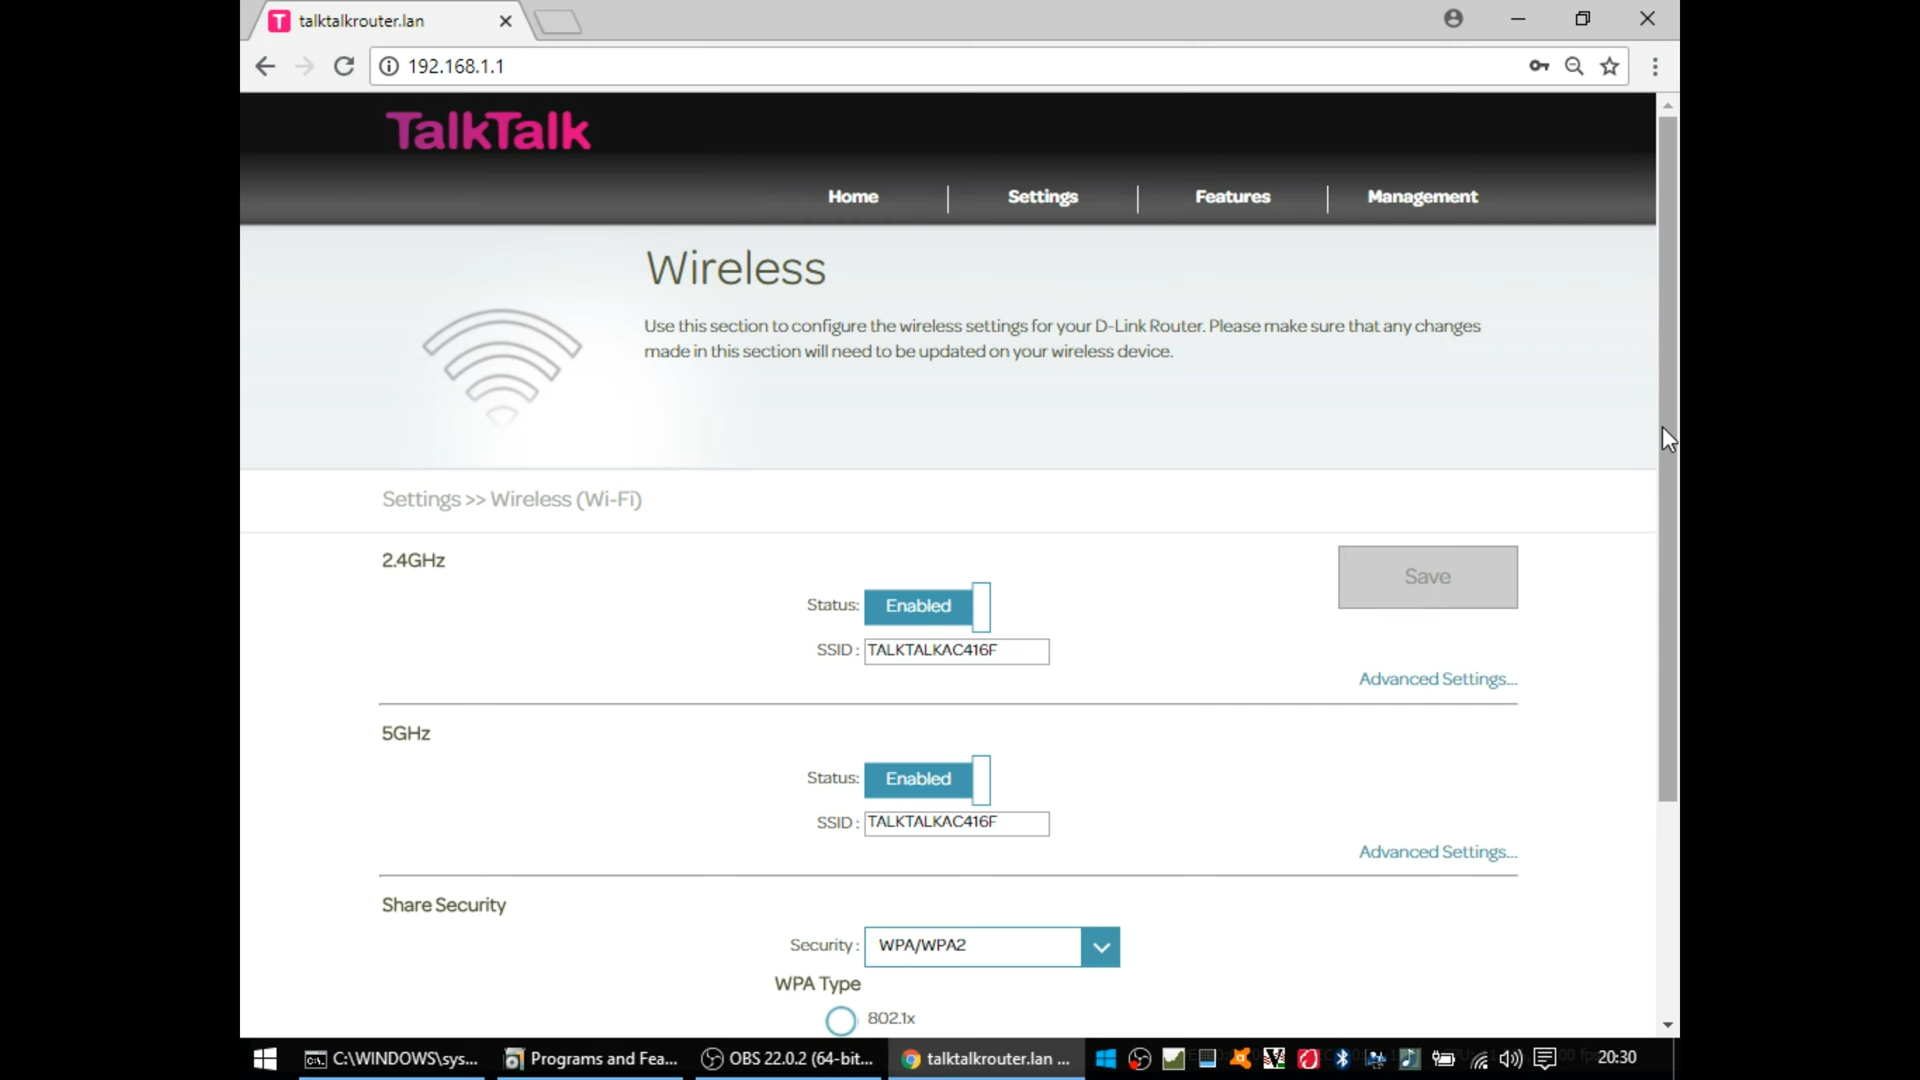 talktalkrouter.lan
192.168.1.1
TalkTalk
Home
Settings
Features
Management
Wireless
Use this section to configure the wireless settings for your D-Link Router. Please make sure that any changes
made in this section will need to be updated on your wireless device.
Settings >> Wireless (Wi-Fi)
2.4GHz
Save
Status: Enabled
SSID : TALKTALKAC416F
Advanced Settings...
5GHz
Status: Enabled
SSID : TALKTALKAC416F
Advanced Settings...
Share Security
Security : WPA/WPA2
WPA Type
802.1x
C:\WINDOWS\sys...
Programs and Fea...
OBS 22.0.2 (64-bit...
talktalkrouter.lan ...
20:30